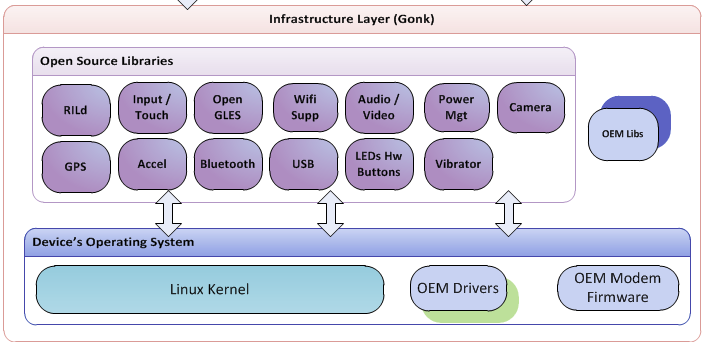 Infrastructure Layer (Gonk)
Open Source Libraries
RILd
Input /
Touch
Open
GLES
Wifi
Supp
Audio /
Video
Power
Mgt
Camera
OEM Libs
GPS
Accel
Bluetooth
USB
LEDs Hw
Buttons
Vibrator
Device's Operating System
Linux Kernel
OEM Drivers
OEM Modem
Firmware